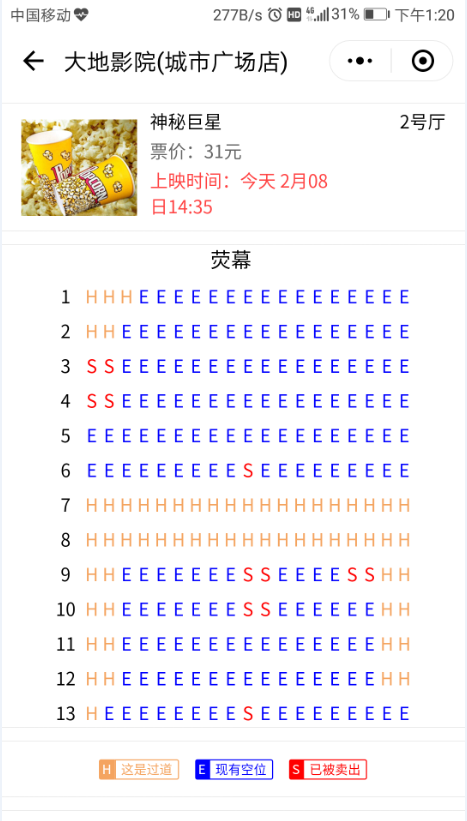 中国移动 277B/s HD 4G 31% 下午1:20
大地影院(城市广场店)
神秘巨星 2号厅
票价：31元
上映时间：今天 2月08
日14:35
荧幕
1 H H H E E E E E E E E E E E E E E E E
2 H H E E E E E E E E E E E E E E E E E
3 S S E E E E E E E E E E E E E E E E E
4 S S E E E E E E E E E E E E E E E E E
5 E E E E E E E E E E E E E E E E E E E
6 E E E E E E E E E S E E E E E E E E E
7 H H H H H H H H H H H H H H H H H H H
8 H H H H H H H H H H H H H H H H H H H
9 H H E E E E E E E S S E E E E S S H H
10 H H E E E E E E E S S E E E E E E H H
11 H H E E E E E E E E E E E E E E E H H
12 H H E E E E E E E E E E E E E E E H H
13 H E E E E E E E E S E E E E E E E E E
H 这是过道 E 现有空位 S 已被卖出